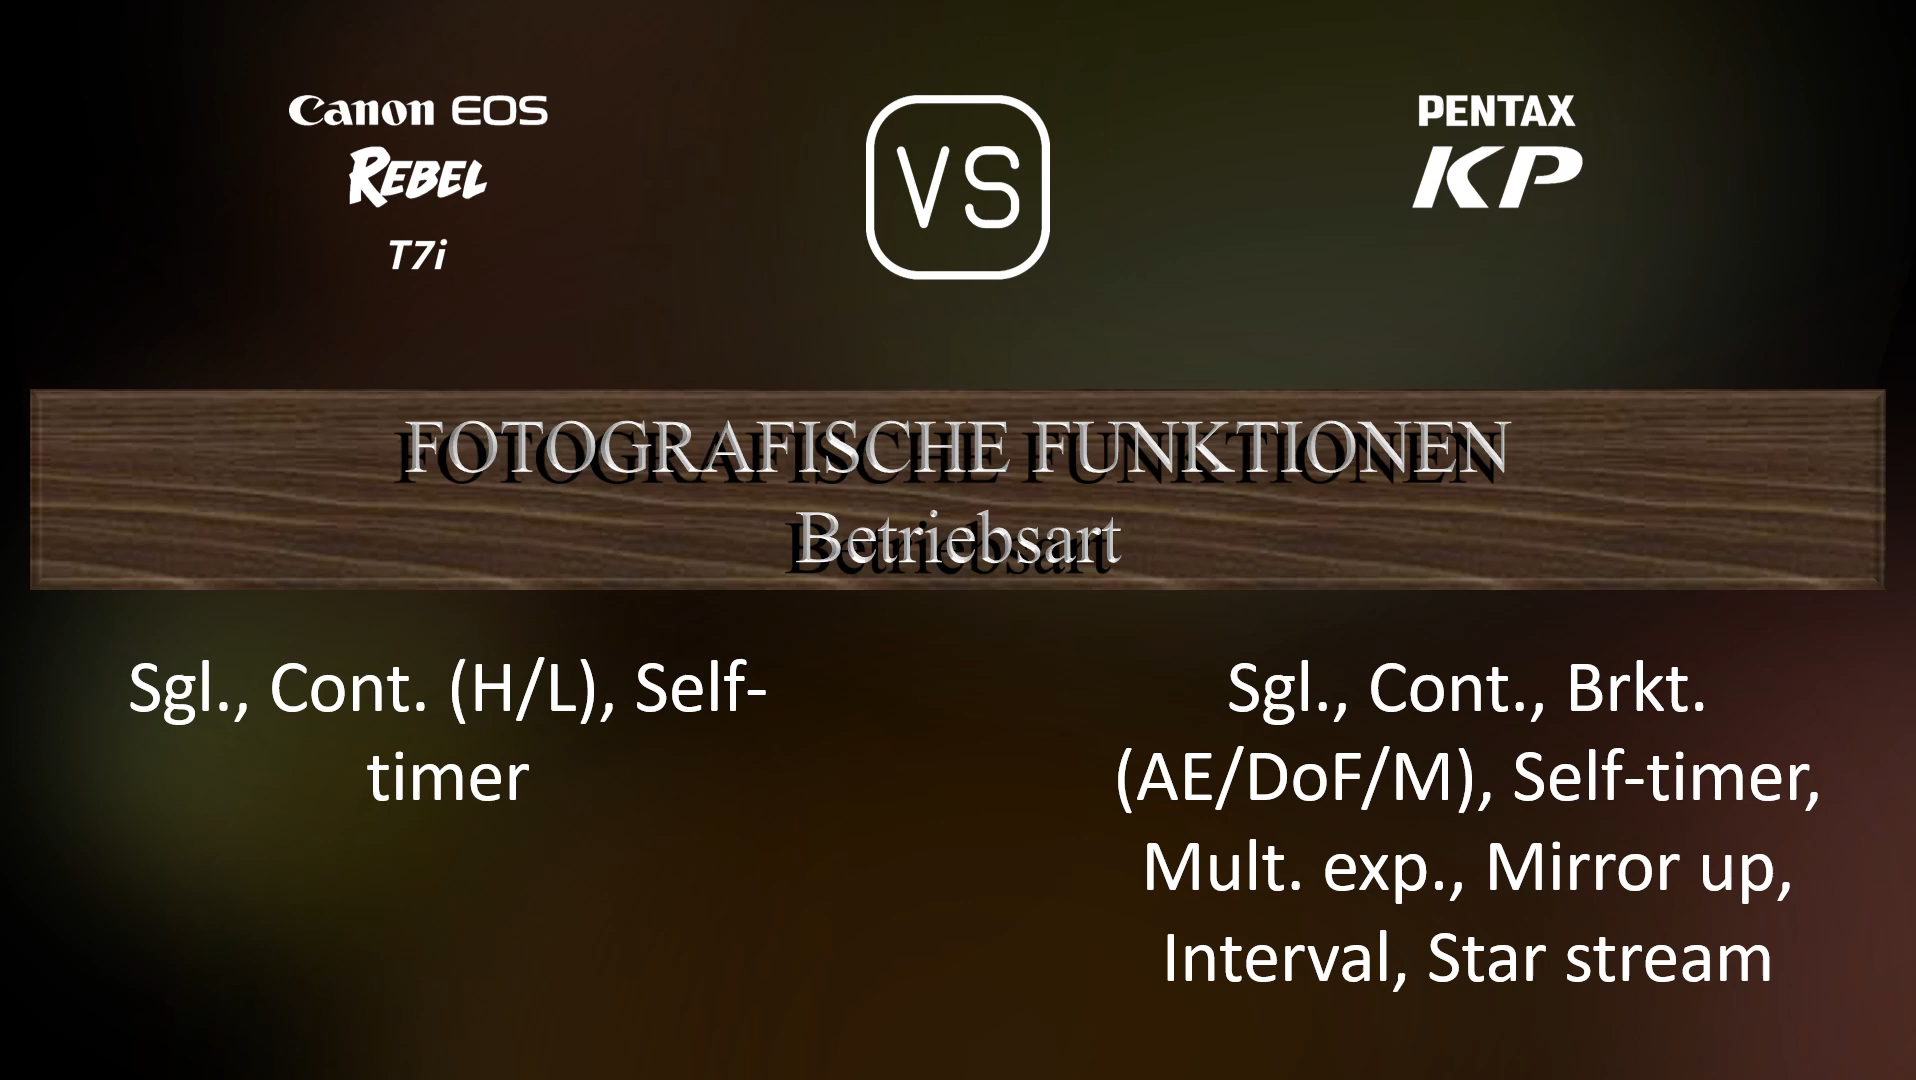 Canon EOS
REBEL
T7i
VS
PENTAX
KP
FOTOGRAFISCHE FUNKTIONEN
Betriebsart
Sgl., Cont. (H/L), Self-
timer
Sgl., Cont., Brkt.
(AE/DoF/M), Self-timer,
Mult. exp., Mirror up,
Interval, Star stream